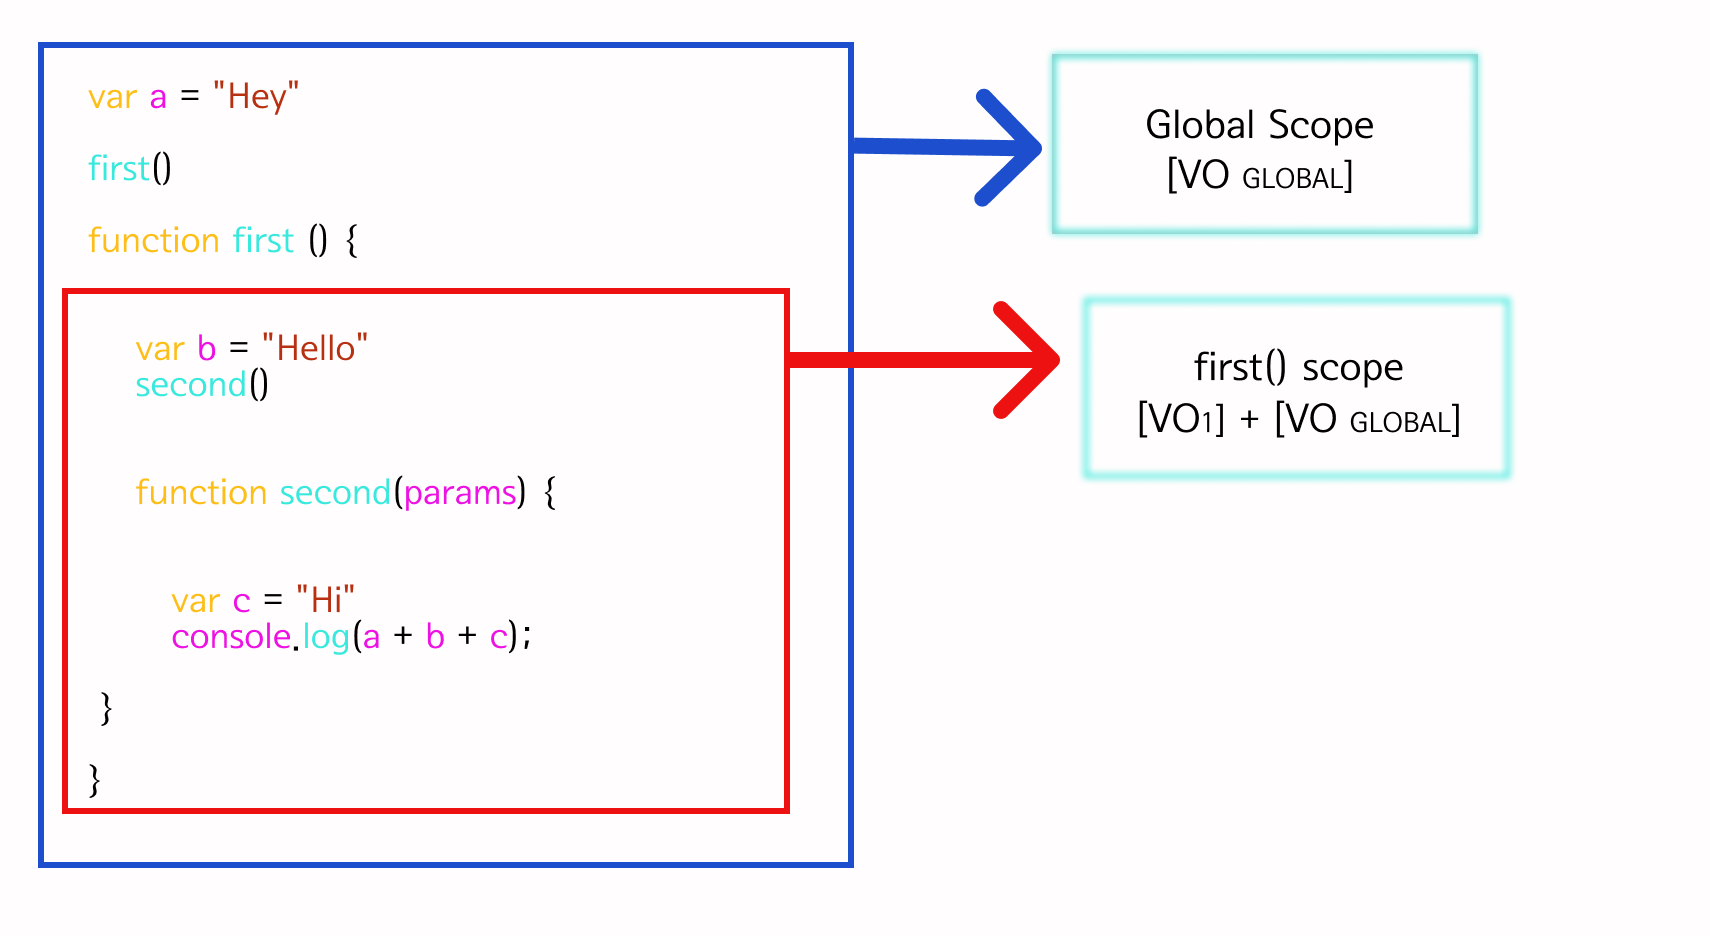 var a = "Hey"
first()
function first () {
var b = "Hello"
second()
function second(params) {
var c = "Hi"
console.log(a + b + c);
}
}
Global Scope
[VO GLOBAL]
first() scope
[VO1] + [VO GLOBAL]